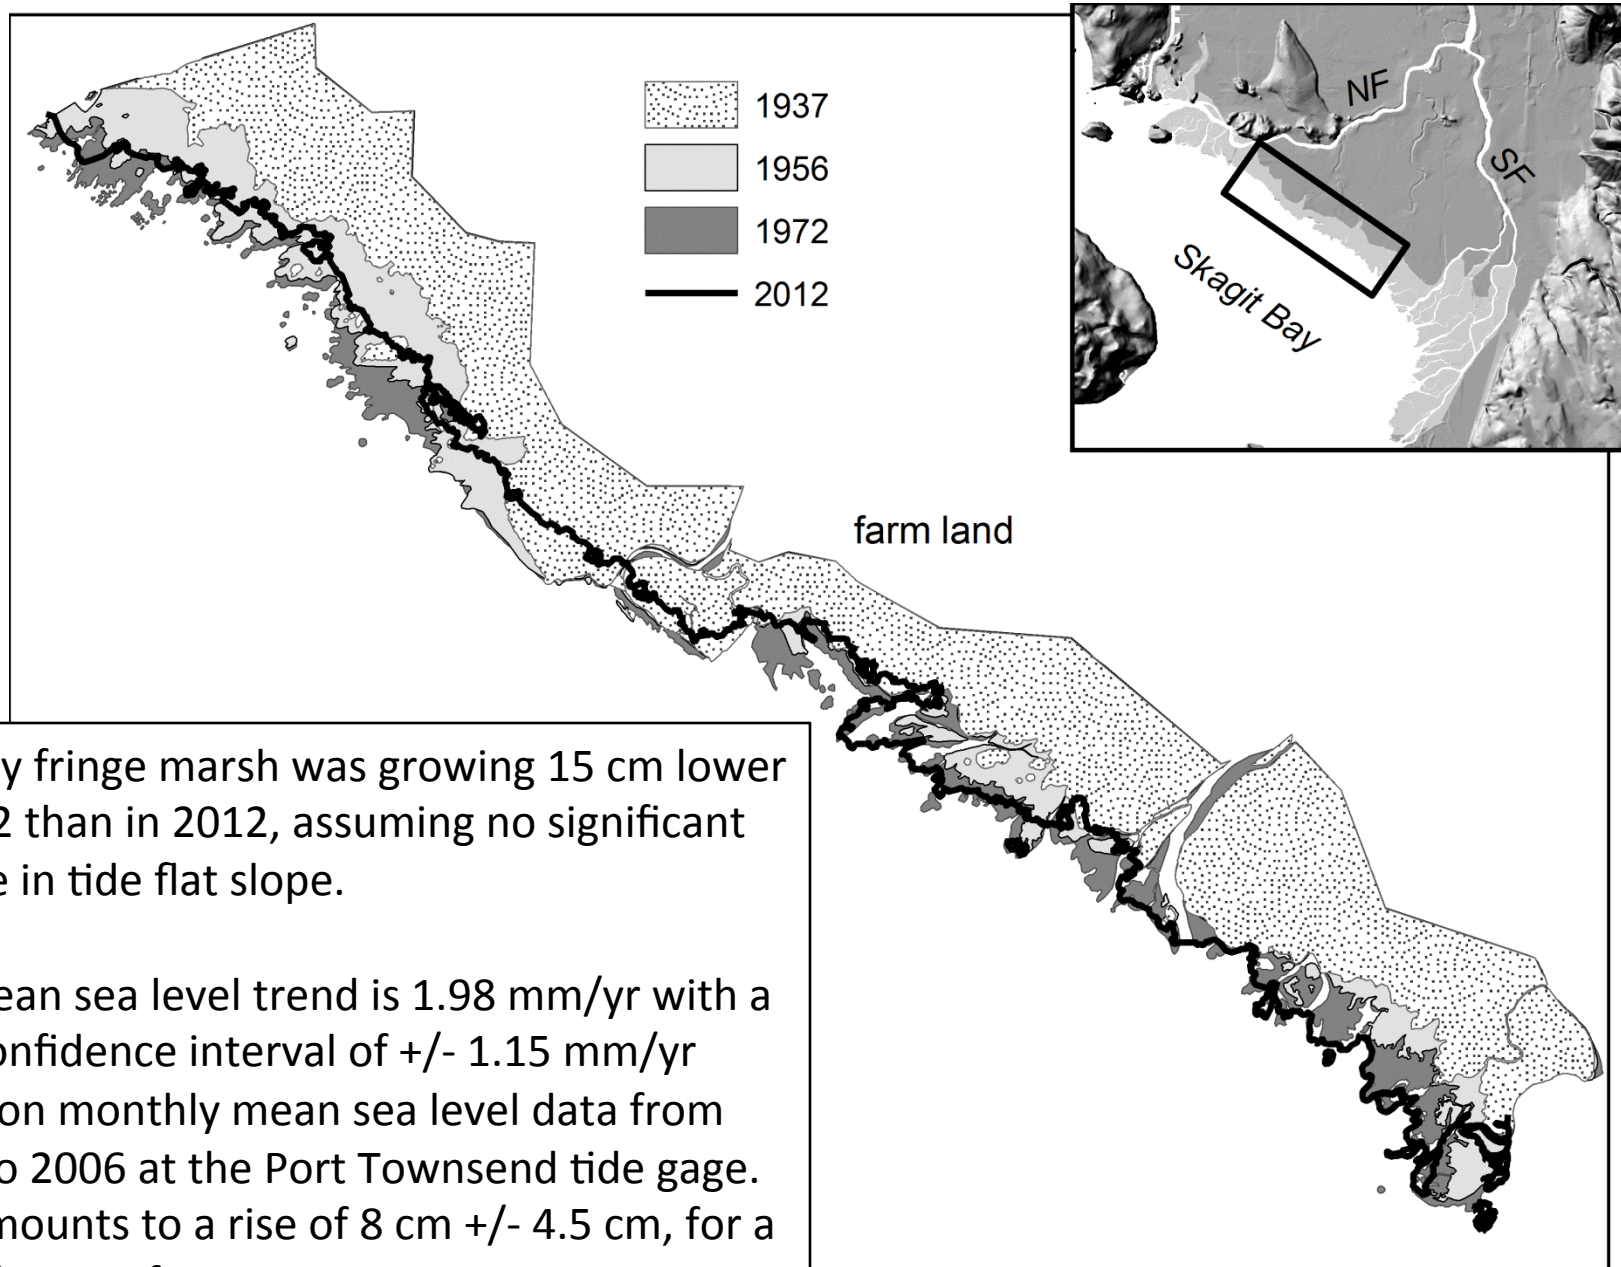 1937
1956
1972
2012
NF
SF
Skagit Bay
farm land
y fringe marsh was growing 15 cm lower
2 than in 2012, assuming no significant
e in tide flat slope.
ean sea level trend is 1.98 mm/yr with a
onfidence interval of +/- 1.15 mm/yr
on monthly mean sea level data from
o 2006 at the Port Townsend tide gage.
mounts to a rise of 8 cm +/- 4.5 cm, for a